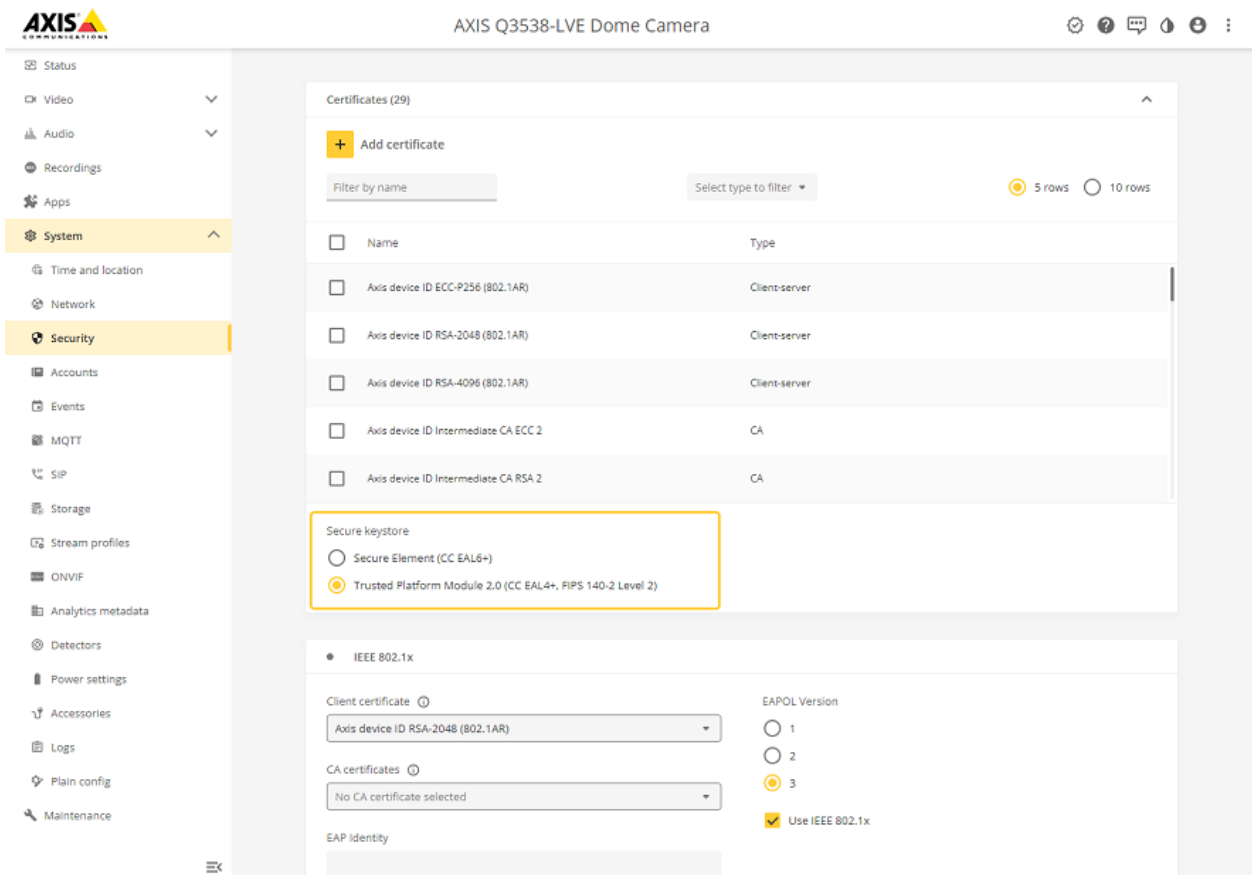 AXIS
COMMUNICATIONS
AXIS Q3538-LVE Dome Camera
Status
Video
Audio
Recordings
Apps
System
Time and location
Network
Security
Accounts
Events
MQTT
SIP
Storage
Stream profiles
ONVIF
Analytics metadata
Detectors
Power settings
Accessories
Logs
Plain config
Maintenance
Certificates (29)
+ Add certificate
Filter by name
Select type to filter
5 rows 10 rows
Name Type
Axis device ID ECC-P256 (802.1AR) Client-server
Axis device ID RSA-2048 (802.1AR) Client-server
Axis device ID RSA-4096 (802.1AR) Client-server
Axis device ID Intermediate CA ECC 2 CA
Axis device ID Intermediate CA RSA 2 CA
Secure keystore
Secure Element (CC EAL6+)
Trusted Platform Module 2.0 (CC EAL4+, FIPS 140-2 Level 2)
IEEE 802.1x
Client certificate
Axis device ID RSA-2048 (802.1AR)
CA certificates
No CA certificate selected
EAP Identity
EAPOL Version
1
2
3
Use IEEE 802.1x